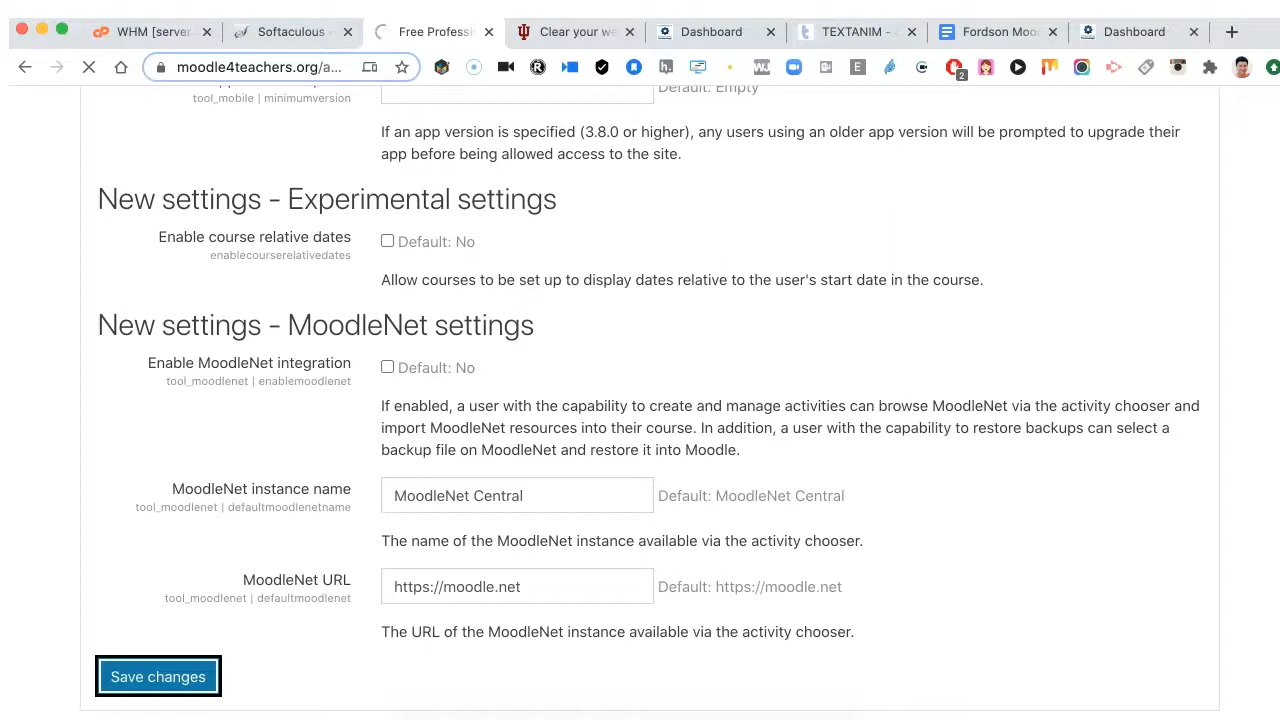 WHM [server
Softaculous -
Free Professi
Clear your we
Dashboard
TEXTANIM -
Fordson Moo
Dashboard
moodle4teachers.org/a...
2
tool_mobile | minimumversion
Default: Empty
If an app version is specified (3.8.0 or higher), any users using an older app version will be prompted to upgrade their
app before being allowed access to the site.
New settings - Experimental settings
Enable course relative dates
Default: No
enablecourserelativedates
Allow courses to be set up to display dates relative to the user's start date in the course.
New settings - MoodleNet settings
Enable MoodleNet integration
Default: No
tool_moodlenet | enablemoodlenet
If enabled, a user with the capability to create and manage activities can browse MoodleNet via the activity chooser and
import MoodleNet resources into their course. In addition, a user with the capability to restore backups can select a
backup file on MoodleNet and restore it into Moodle.
MoodleNet instance name
MoodleNet Central
Default: MoodleNet Central
tool_moodlenet | defaultmoodlenetname
The name of the MoodleNet instance available via the activity chooser.
MoodleNet URL
https://moodle.net
Default: https://moodle.net
tool_moodlenet | defaultmoodlenet
The URL of the MoodleNet instance available via the activity chooser.
Save changes